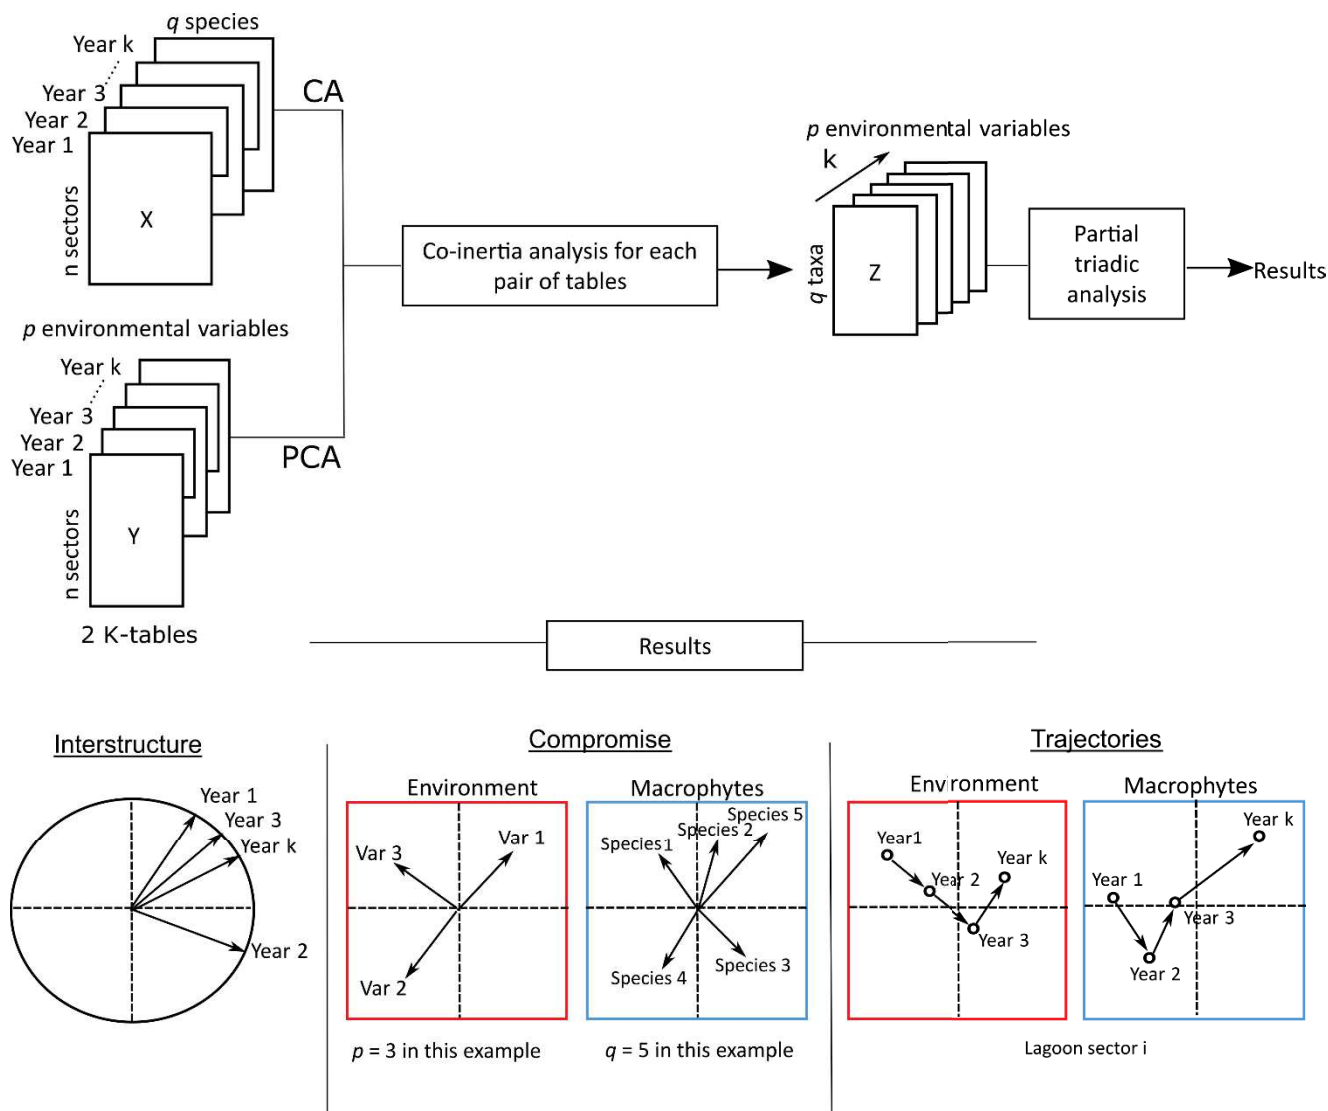 q species
Year k
Year 3
Year 2
Year 1
n sectors
X
CA
p environmental variables
Year k
Year 3
Year 2
Year 1
n sectors
Y
PCA
2 K-tables
Co-inertia analysis for each
pair of tables
p environmental variables
k
q taxa
Z
Partial
triadic
analysis
Results
Results
Interstructure
Year 1
Year 3
Year k
Year 2
Compromise
Environment
Var 1
Var 3
Var 2
p = 3 in this example
Macrophytes
Species 5
Species 2
Species 1
Species 3
Species 4
q = 5 in this example
Trajectories
Environment
Year1
Year 2
Year k
Year 3
Macrophytes
Year k
Year 1
Year 3
Year 2
Lagoon sector i